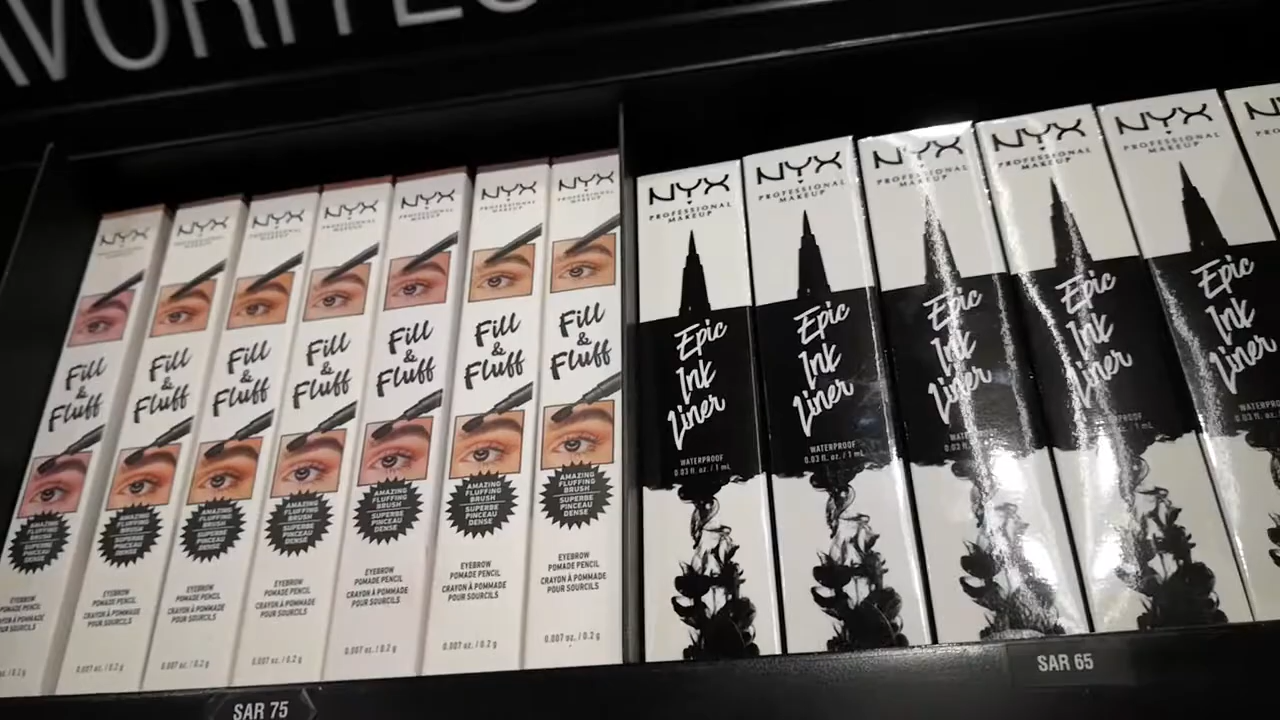 NYX
PROFESSIONAL
MAKEUP
Fill
&
Fluff
AMAZING
FLUFFING
BRUSH
SUPERBE
PINCEAU
DENSE
EYEBROW
POMADE PENCIL
CRAYON À POMMADE
POUR SOURCILS
0.007 oz. / 0.2 g
SAR 75
NYX
PROFESSIONAL
MAKEUP
Epic
Ink
Liner
WATERPROOF
0.03 fl. oz. / 1 mL
SAR 65